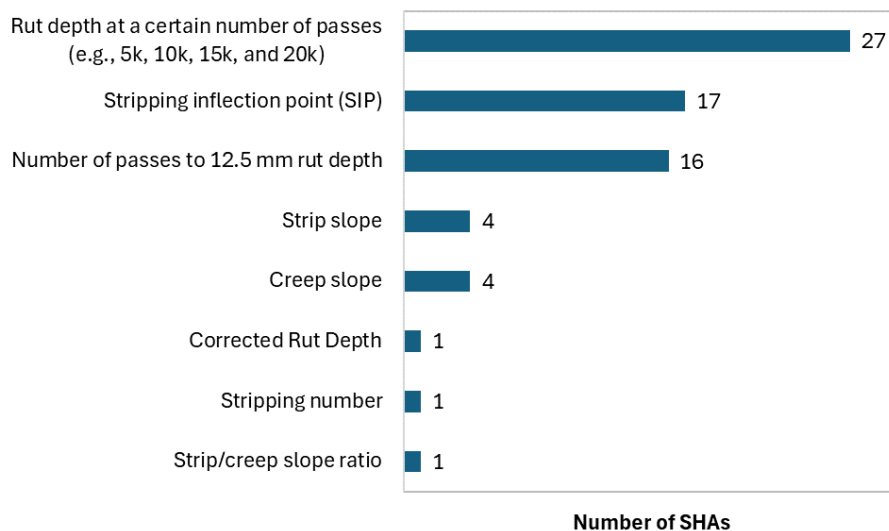 Rut depth at a certain number of passes
(e.g., 5k, 10k, 15k, and 20k)
27
Stripping inflection point (SIP)
17
Number of passes to 12.5 mm rut depth
16
Strip slope
4
Creep slope
4
Corrected Rut Depth
1
Stripping number
1
Strip/creep slope ratio
1
Number of SHAs